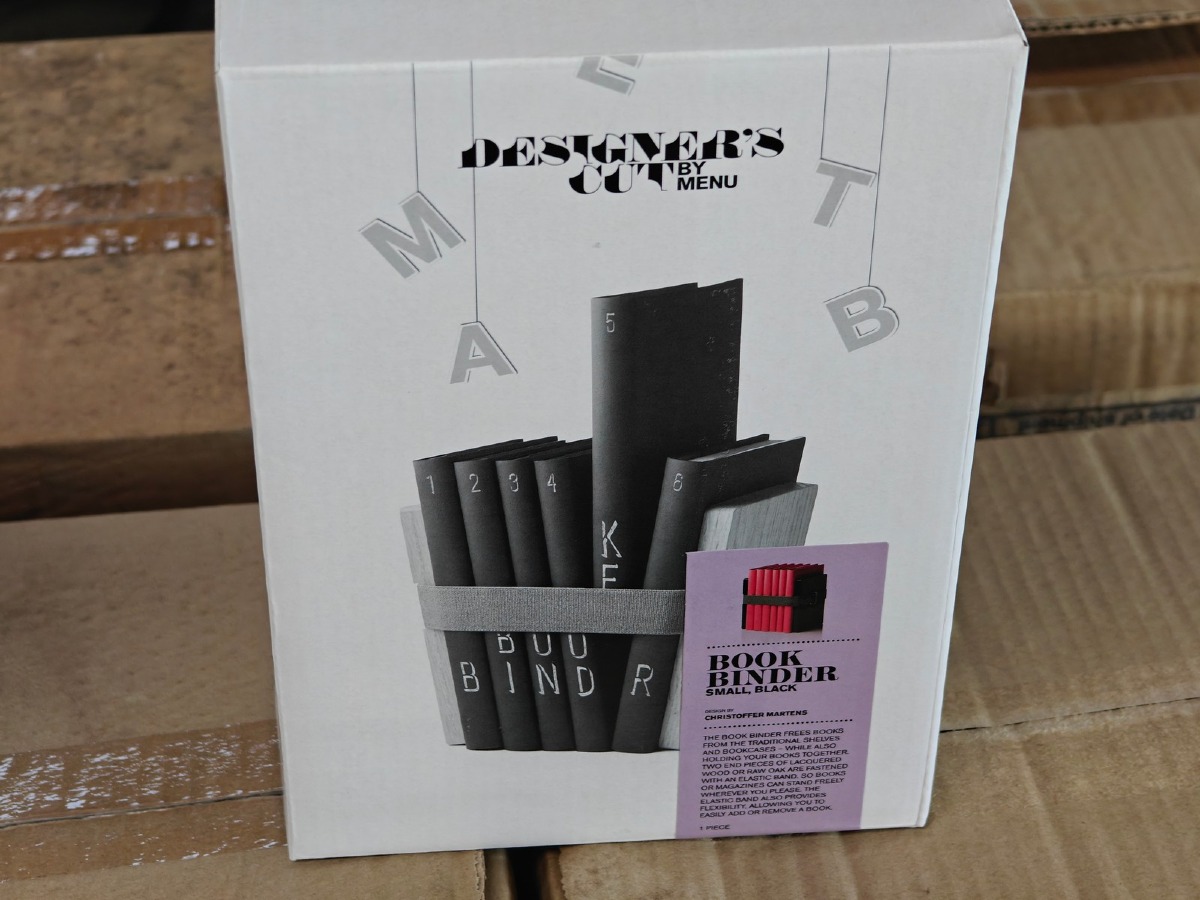 E
DESIGNER'S
CUT BY
MENU
M
T
A
B
5
1 2 3 4
6
K
E
B O O
B I N D R
BOOK
BINDER
SMALL, BLACK
DESIGN BY
CHRISTOFFER MARTENS
THE BOOK BINDER FREES BOOKS
FROM THE TRADITIONAL SHELVES
AND BOOKCASES – WHILE ALSO
HOLDING YOUR BOOKS TOGETHER.
TWO END PIECES OF LACQUERED
WOOD OR RAW OAK ARE FASTENED
WITH AN ELASTIC BAND, SO BOOKS
OR MAGAZINES CAN STAND FREELY
WHEREVER YOU PLEASE. THE
ELASTIC BAND ALSO PROVIDES
FLEXIBILITY, ALLOWING YOU TO
EASILY ADD OR REMOVE A BOOK.
1 PIECE